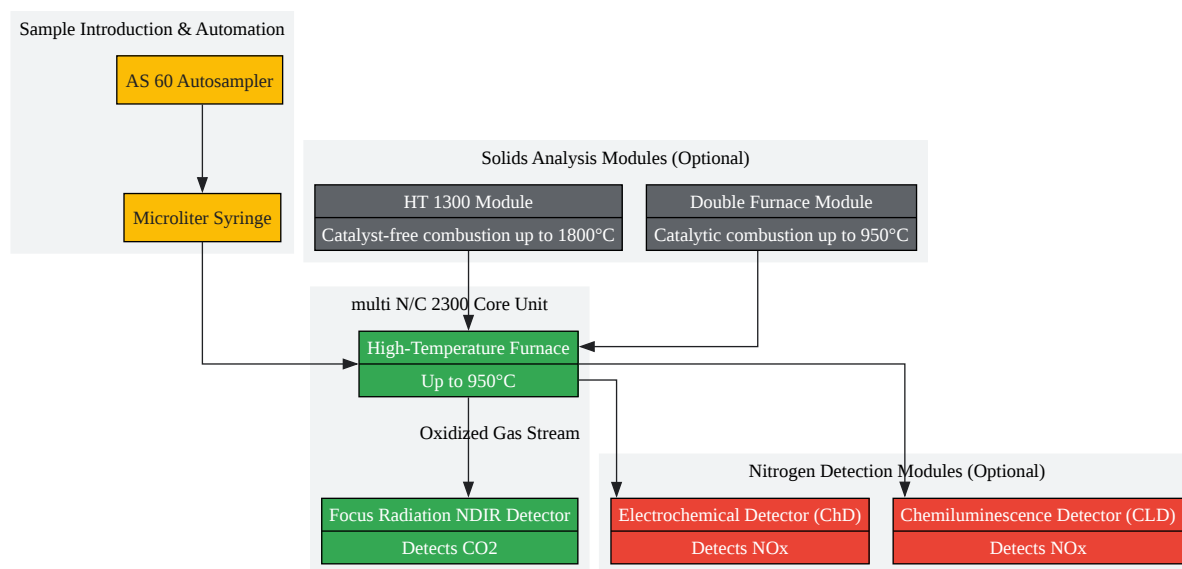 Sample Introduction & Automation
AS 60 Autosampler
Microliter Syringe
Solids Analysis Modules (Optional)
HT 1300 Module
Catalyst-free combustion up to 1800°C
Double Furnace Module
Catalytic combustion up to 950°C
multi N/C 2300 Core Unit
High-Temperature Furnace
Up to 950°C
Oxidized Gas Stream
Focus Radiation NDIR Detector
Detects CO2
Nitrogen Detection Modules (Optional)
Electrochemical Detector (ChD)
Detects NOx
Chemiluminescence Detector (CLD)
Detects NOx